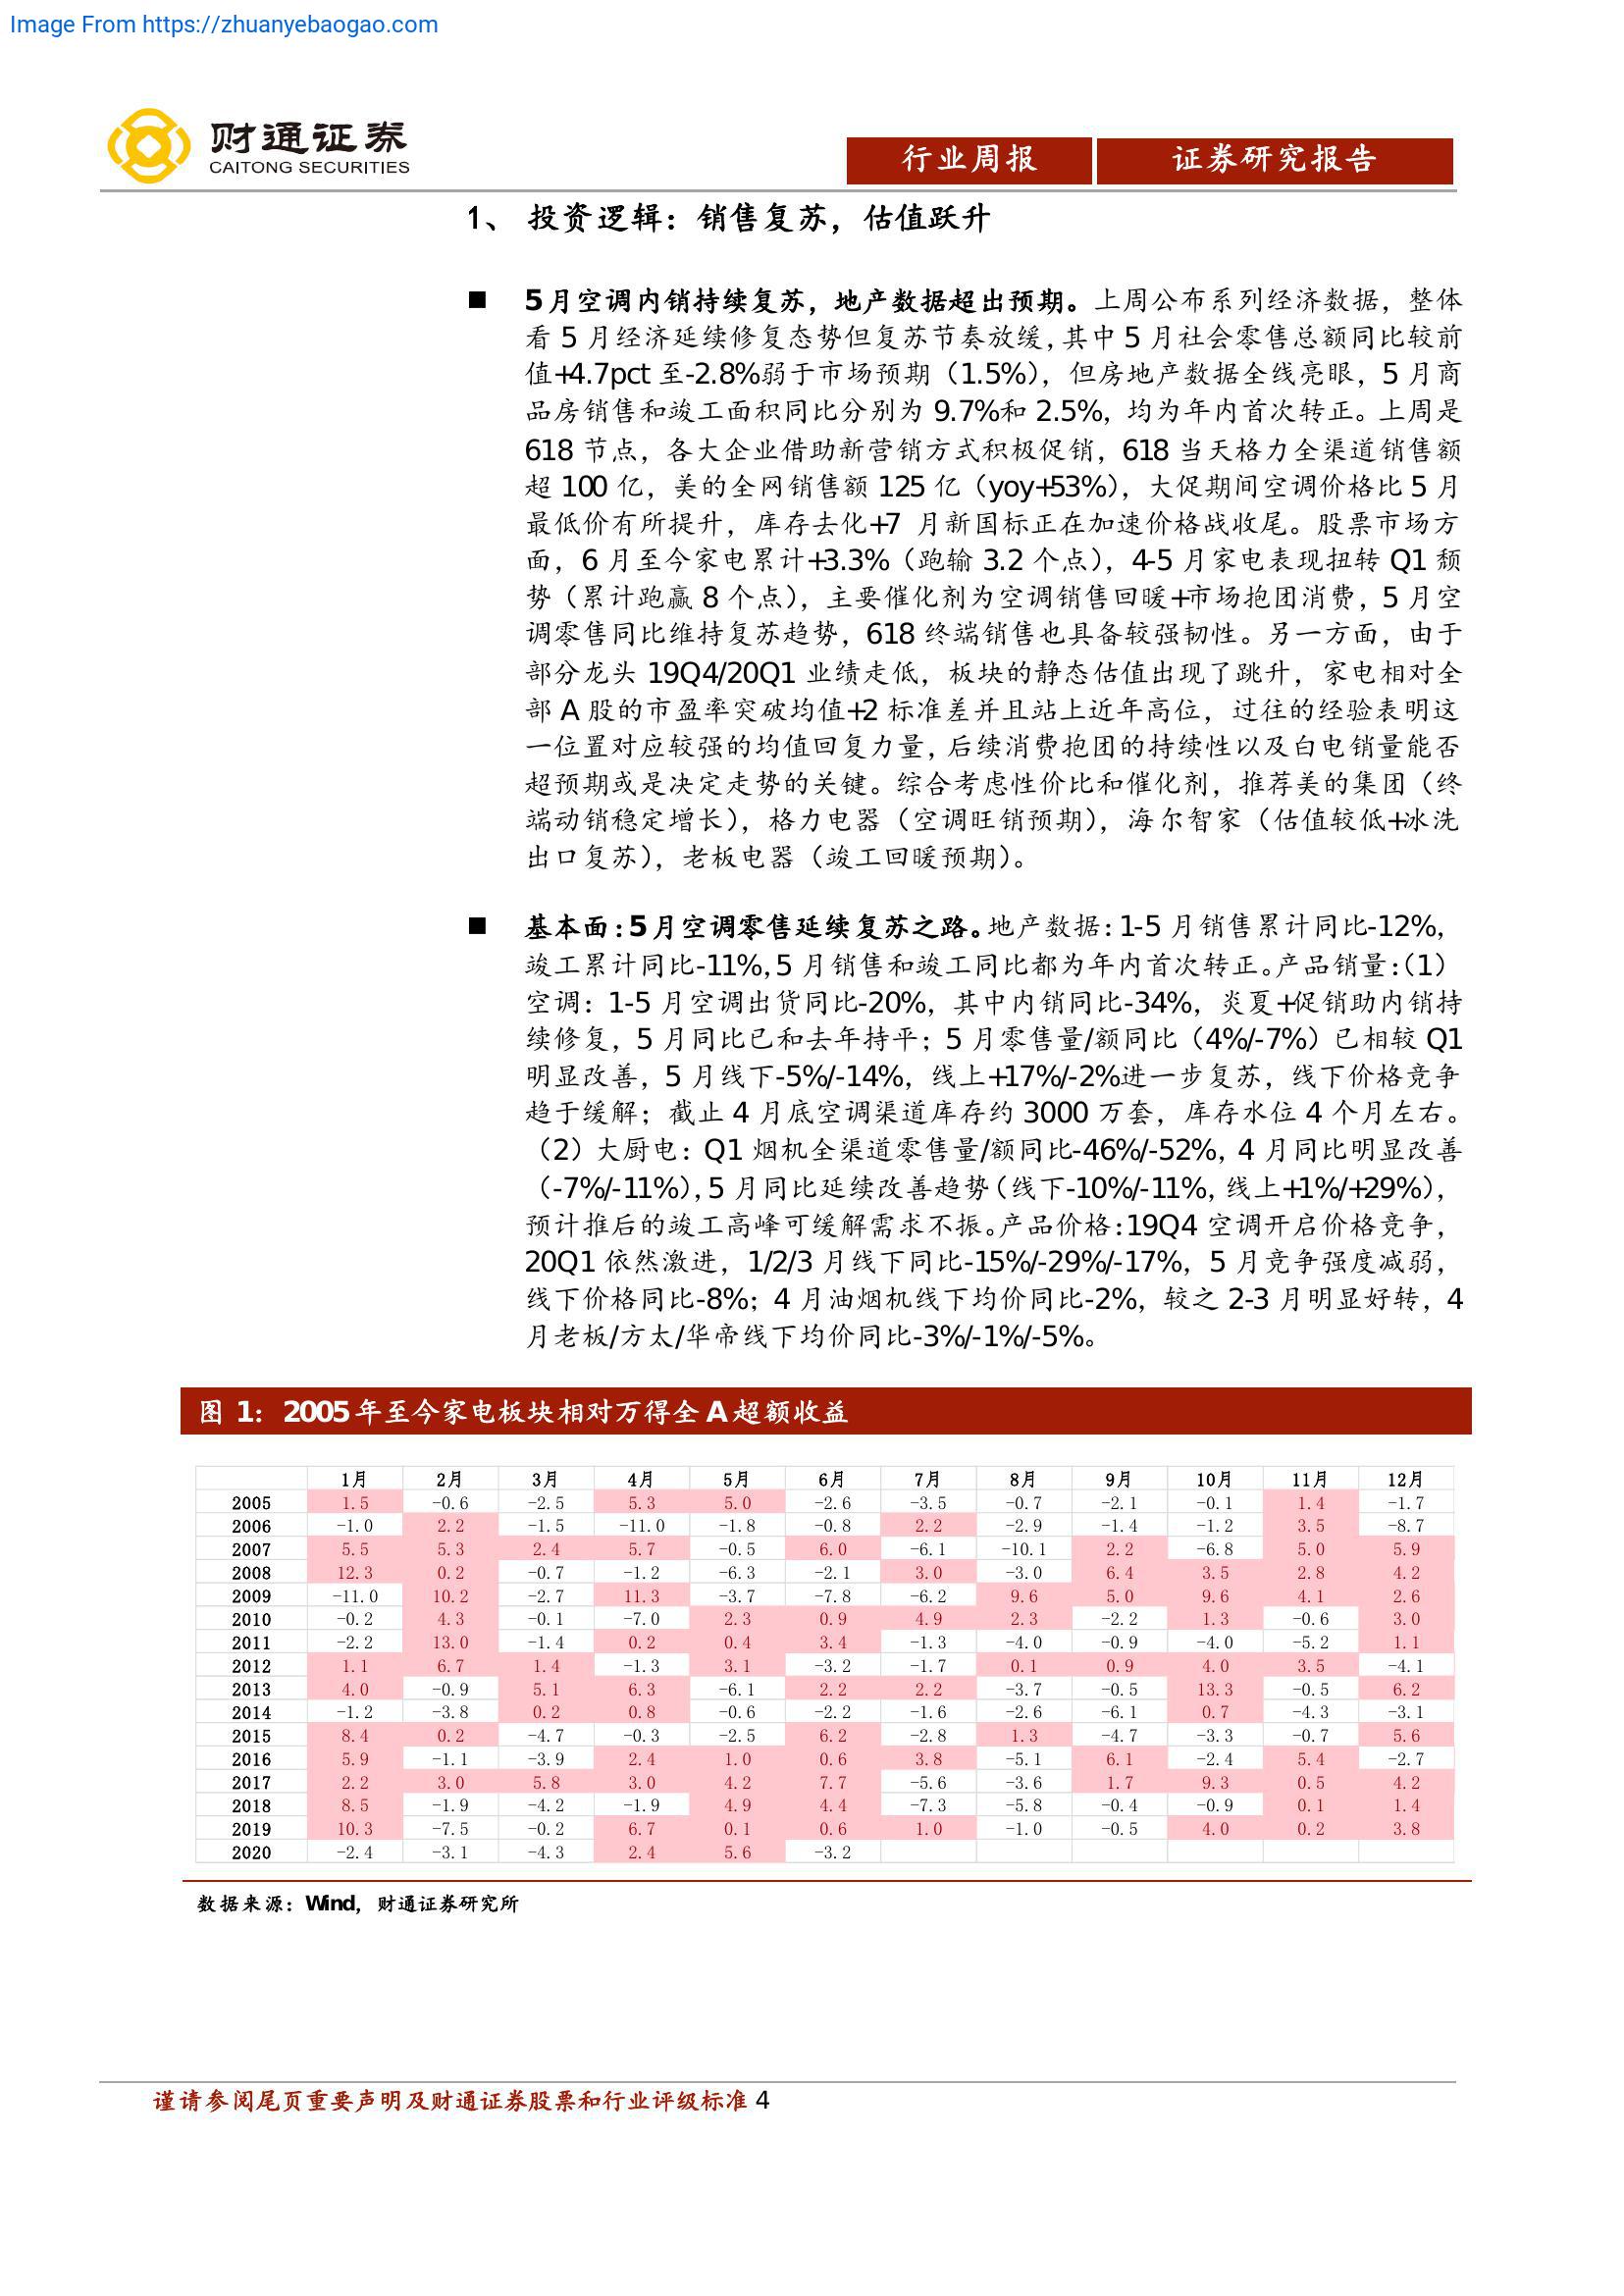 Image From https://zhuanyebaogao.com
财通证券
CAITONG SECURITIES
行业周报
证券研究报告
1、 投资逻辑：销售复苏，估值跃升
■ 5月空调内销持续复苏，地产数据超出预期。上周公布系列经济数据，整体
看 5 月经济延续修复态势但复苏节奏放缓，其中 5 月社会零售总额同比较前
值+4.7pct 至-2.8%弱于市场预期（1.5%），但房地产数据全线亮眼，5 月商
品房销售和竣工面积同比分别为 9.7%和 2.5%，均为年内首次转正。上周是
618 节点，各大企业借助新营销方式积极促销，618 当天格力全渠道销售额
超 100 亿，美的全网销售额 125 亿（yoy+53%），大促期间空调价格比 5 月
最低价有所提升，库存去化+7 月新国标正在加速价格战收尾。股票市场方
面，6 月至今家电累计+3.3%（跑输 3.2 个点），4-5 月家电表现扭转 Q1 颓
势（累计跑赢 8 个点），主要催化剂为空调销售回暖+市场抱团消费，5 月空
调零售同比维持复苏趋势，618 终端销售也具备较强韧性。另一方面，由于
部分龙头 19Q4/20Q1 业绩走低，板块的静态估值出现了跳升，家电相对全
部 A 股的市盈率突破均值+2 标准差并且站上近年高位，过往的经验表明这
一位置对应较强的均值回复力量，后续消费抱团的持续性以及白电销量能否
超预期或是决定走势的关键。综合考虑性价比和催化剂，推荐美的集团（终
端动销稳定增长），格力电器（空调旺销预期），海尔智家（估值较低+冰洗
出口复苏），老板电器（竣工回暖预期）。
■ 基本面：5月空调零售延续复苏之路。地产数据：1-5 月销售累计同比-12%，
竣工累计同比-11%，5 月销售和竣工同比都为年内首次转正。产品销量：（1）
空调：1-5 月空调出货同比-20%，其中内销同比-34%，炎夏+促销助内销持
续修复，5 月同比已和去年持平；5 月零售量/额同比（4%/-7%）已相较 Q1
明显改善，5 月线下-5%/-14%，线上+17%/-2%进一步复苏，线下价格竞争
趋于缓解；截止 4 月底空调渠道库存约 3000 万套，库存水位 4 个月左右。
（2）大厨电：Q1 烟机全渠道零售量/额同比-46%/-52%，4 月同比明显改善
（-7%/-11%），5 月同比延续改善趋势（线下-10%/-11%，线上+1%/+29%），
预计推后的竣工高峰可缓解需求不振。产品价格：19Q4 空调开启价格竞争，
20Q1 依然激进，1/2/3 月线下同比-15%/-29%/-17%，5 月竞争强度减弱，
线下价格同比-8%；4 月油烟机线下均价同比-2%，较之 2-3 月明显好转，4
月老板/方太/华帝线下均价同比-3%/-1%/-5%。
图 1： 2005年至今家电板块相对万得全 A 超额收益
1月 2月 3月 4月 5月 6月 7月 8月 9月 10月 11月 12月
2005 1.5 -0.6 -2.5 5.3 5.0 -2.6 -3.5 -0.7 -2.1 -0.1 1.4 -1.7
2006 -1.0 2.2 -1.5 -11.0 -1.8 -0.8 2.2 -2.9 -1.4 -1.2 3.5 -8.7
2007 5.5 5.3 2.4 5.7 -0.5 6.0 -6.1 -10.1 2.2 -6.8 5.0 5.9
2008 12.3 0.2 -0.7 -1.2 -6.3 -2.1 3.0 -3.0 6.4 3.5 2.8 4.2
2009 -11.0 10.2 -2.7 11.3 -3.7 -7.8 -6.2 9.6 5.0 9.6 4.1 2.6
2010 -0.2 4.3 -0.1 -7.0 2.3 0.9 4.9 2.3 -2.2 1.3 -0.6 3.0
2011 -2.2 13.0 -1.4 0.2 0.4 3.4 -1.3 -4.0 -0.9 -4.0 -5.2 1.1
2012 1.1 6.7 1.4 -1.3 3.1 -3.2 -1.7 0.1 0.9 4.0 3.5 -4.1
2013 4.0 -0.9 5.1 6.3 -6.1 2.2 2.2 -3.7 -0.5 13.3 -0.5 6.2
2014 -1.2 -3.8 0.2 0.8 -0.6 -2.2 -1.6 -2.6 -6.1 0.7 -4.3 -3.1
2015 8.4 0.2 -4.7 -0.3 -2.5 6.2 -2.8 1.3 -4.7 -3.3 -0.7 5.6
2016 5.9 -1.1 -3.9 2.4 1.0 0.6 3.8 -5.1 6.1 -2.4 5.4 -2.7
2017 2.2 3.0 5.8 3.0 4.2 7.7 -5.6 -3.6 1.7 9.3 0.5 4.2
2018 8.5 -1.9 -4.2 -1.9 4.9 4.4 -7.3 -5.8 -0.4 -0.9 0.1 1.4
2019 10.3 -7.5 -0.2 6.7 0.1 0.6 1.0 -1.0 -0.5 4.0 0.2 3.8
2020 -2.4 -3.1 -4.3 2.4 5.6 -3.2
数据来源：Wind，财通证券研究所
谨请参阅尾页重要声明及财通证券股票和行业评级标准 4